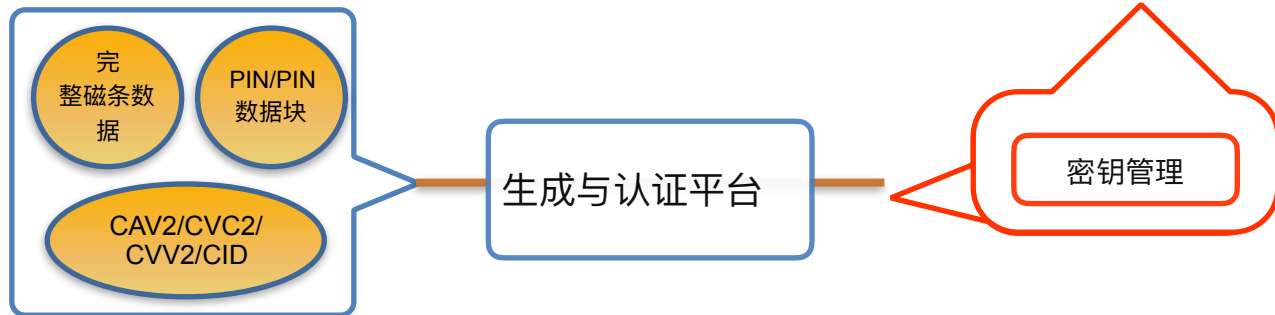 完
整磁条数
据
PIN/PIN
数据块
CAV2/CVC2/
CVV2/CID
生成与认证平台
密钥管理